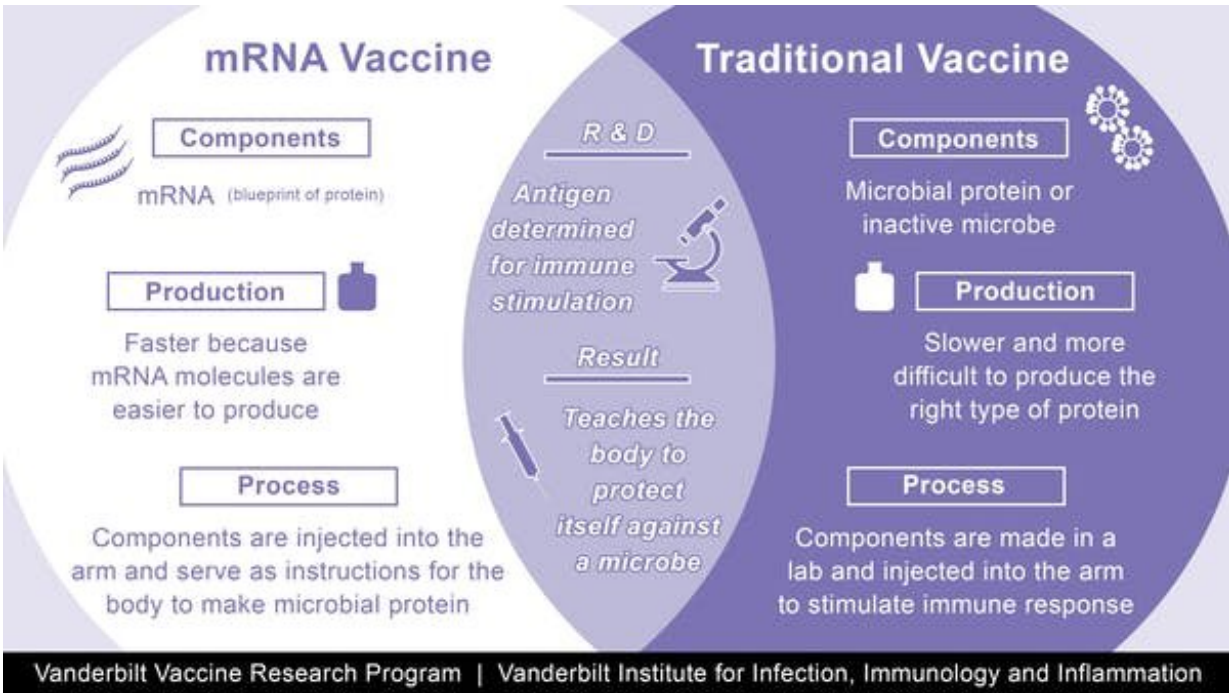 mRNA Vaccine
Components
mRNA (blueprint of protein)
Production
Faster because
mRNA molecules are
easier to produce
Process
Components are injected into the
arm and serve as instructions for the
body to make microbial protein
R & D
Antigen
determined
for immune
stimulation
Result
Teaches the
body to
protect
itself against
a microbe
Traditional Vaccine
Components
Microbial protein or
inactive microbe
Production
Slower and more
difficult to produce the
right type of protein
Process
Components are made in a
lab and injected into the arm
to stimulate immune response
Vanderbilt Vaccine Research Program | Vanderbilt Institute for Infection, Immunology and Inflammation